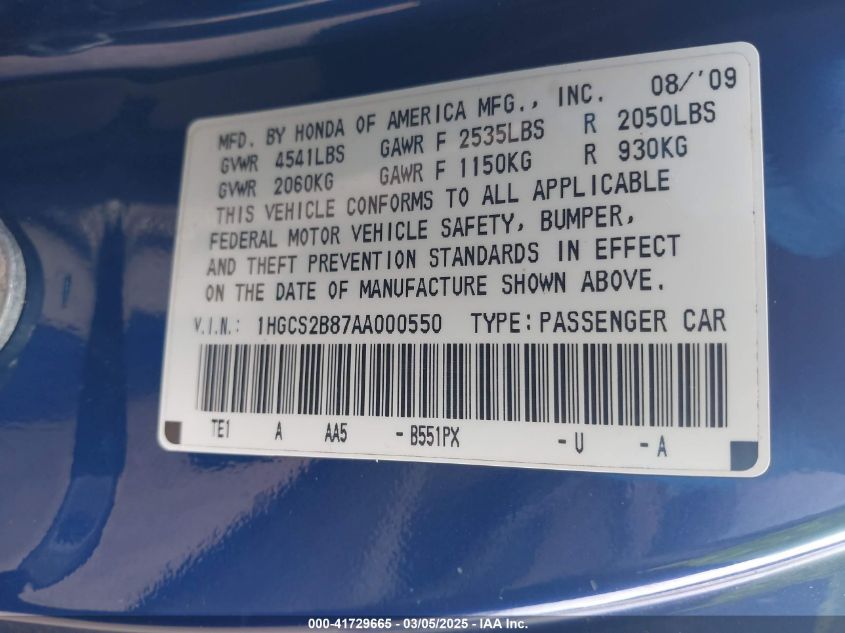 MFD. BY HONDA OF AMERICA MFG., INC. 08/'09
GVWR 4541LBS GAWR F 2535LBS R 2050LBS
GVWR 2060KG GAWR F 1150KG R 930KG
THIS VEHICLE CONFORMS TO ALL APPLICABLE
FEDERAL MOTOR VEHICLE SAFETY, BUMPER,
AND THEFT PREVENTION STANDARDS IN EFFECT
ON THE DATE OF MANUFACTURE SHOWN ABOVE.
V.I.N.: 1HGCS2B87AA000550 TYPE: PASSENGER CAR
TE1 A AA5 - B551PX - U - A
000-41729665 - 03/05/2025 - IAA Inc.